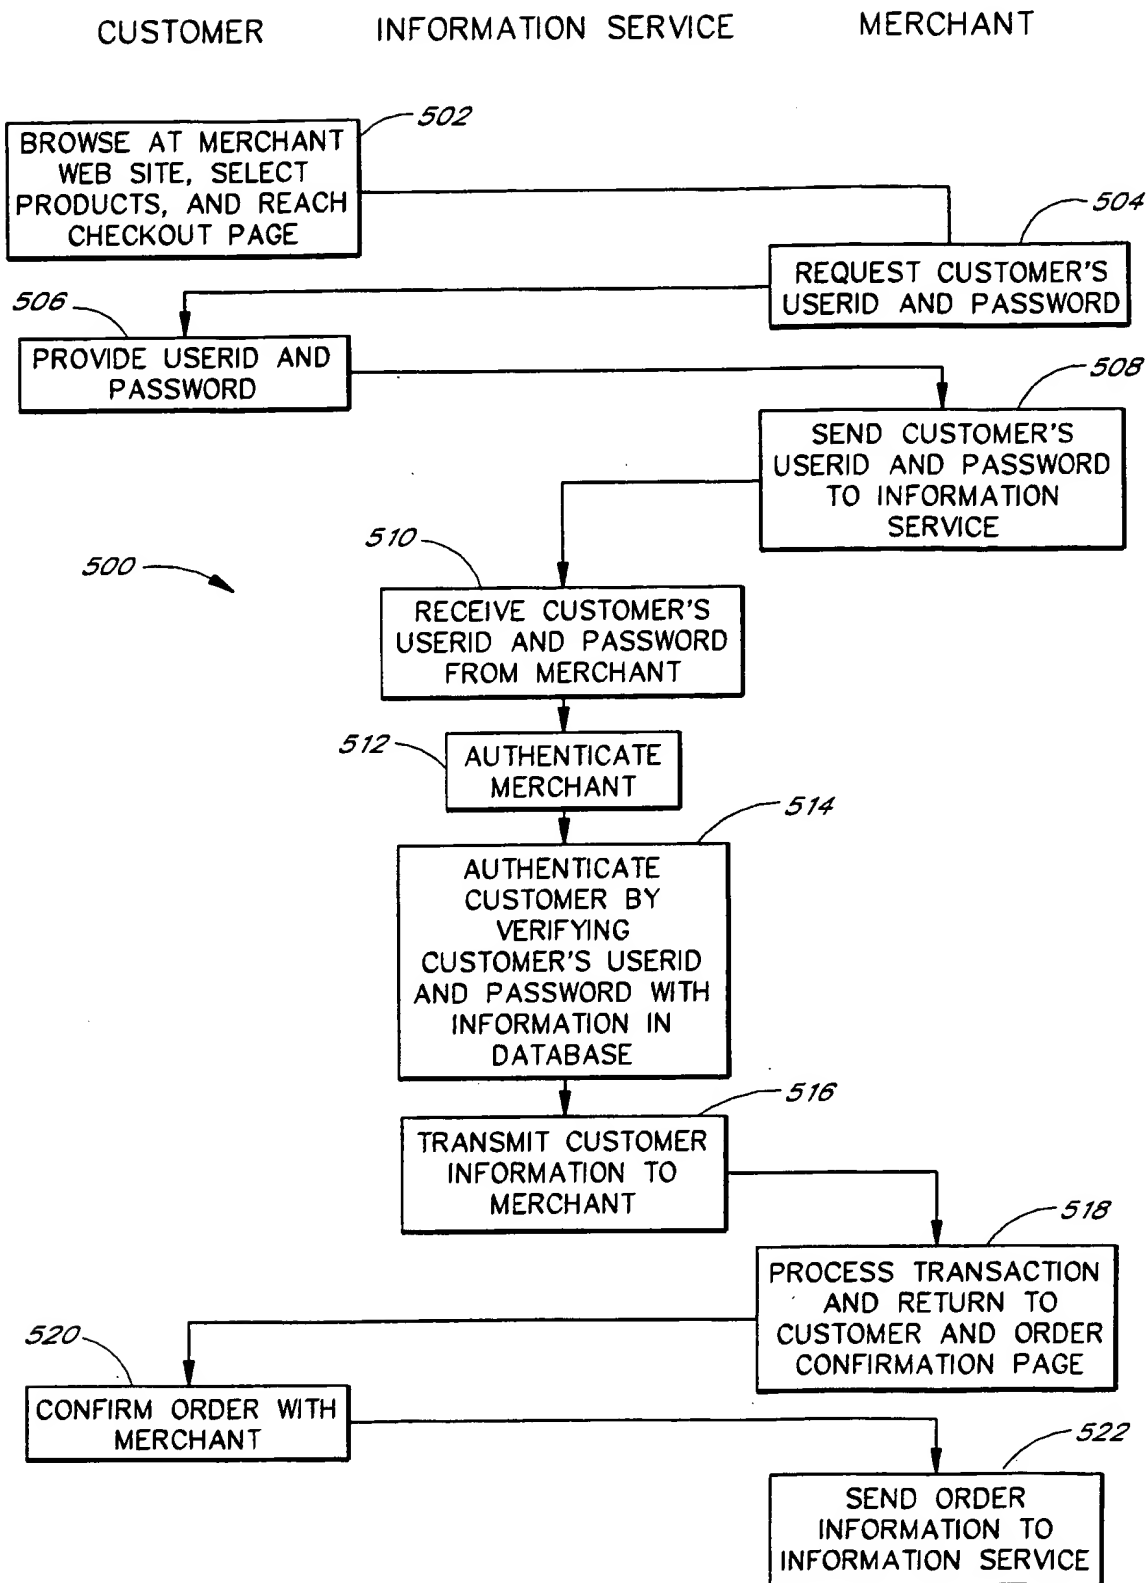 CUSTOMER INFORMATION SERVICE MERCHANT
502
BROWSE AT MERCHANT
WEB SITE, SELECT
PRODUCTS, AND REACH
CHECKOUT PAGE
504
REQUEST CUSTOMER'S
USERID AND PASSWORD
506
PROVIDE USERID AND
PASSWORD
508
SEND CUSTOMER'S
USERID AND PASSWORD
TO INFORMATION
SERVICE
500
510
RECEIVE CUSTOMER'S
USERID AND PASSWORD
FROM MERCHANT
512
AUTHENTICATE
MERCHANT
514
AUTHENTICATE
CUSTOMER BY
VERIFYING
CUSTOMER'S USERID
AND PASSWORD WITH
INFORMATION IN
DATABASE
516
TRANSMIT CUSTOMER
INFORMATION TO
MERCHANT
518
PROCESS TRANSACTION
AND RETURN TO
CUSTOMER AND ORDER
CONFIRMATION PAGE
520
CONFIRM ORDER WITH
MERCHANT
522
SEND ORDER
INFORMATION TO
INFORMATION SERVICE